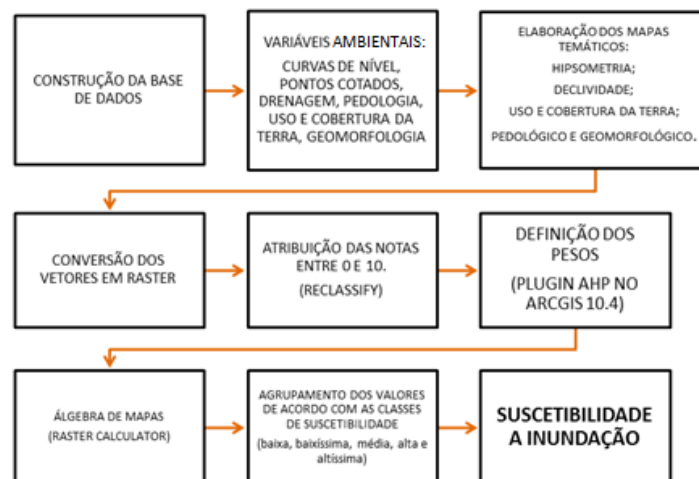 CONSTRUÇÃO DA BASE
DE DADOS
VARIÁVEIS AMBIENTAIS:
CURVAS DE NÍVEL,
PONTOS COTADOS,
DRENAGEM, PEDOLOGIA,
USO E COBERTURA DA
TERRA, GEOMORFOLOGIA
ELABORAÇÃO DOS MAPAS
TEMÁTICOS:
HIPSOMETRIA;
DECLIVIDADE;
USO E COBERTURA DA TERRA;
PEDOLÓGICO E GEOMORFOLÓGICO.
CONVERSÃO DOS
VETORES EM RASTER
ATRIBUIÇÃO DAS NOTAS
ENTRE 0 E 10.
(RECLASSIFY)
DEFINIÇÃO DOS
PESOS
(PLUGIN AHP NO
ARCGIS 10.4)
ÁLGEBRA DE MAPAS
(RASTER CALCULATOR)
AGRUPAMENTO DOS VALORES
DE ACORDO COM AS CLASSES
DE SUSCETIBILIDADE
(baixa, baixíssima, média, alta e
altíssima)
SUSCETIBILIDADE
A INUNDAÇÃO